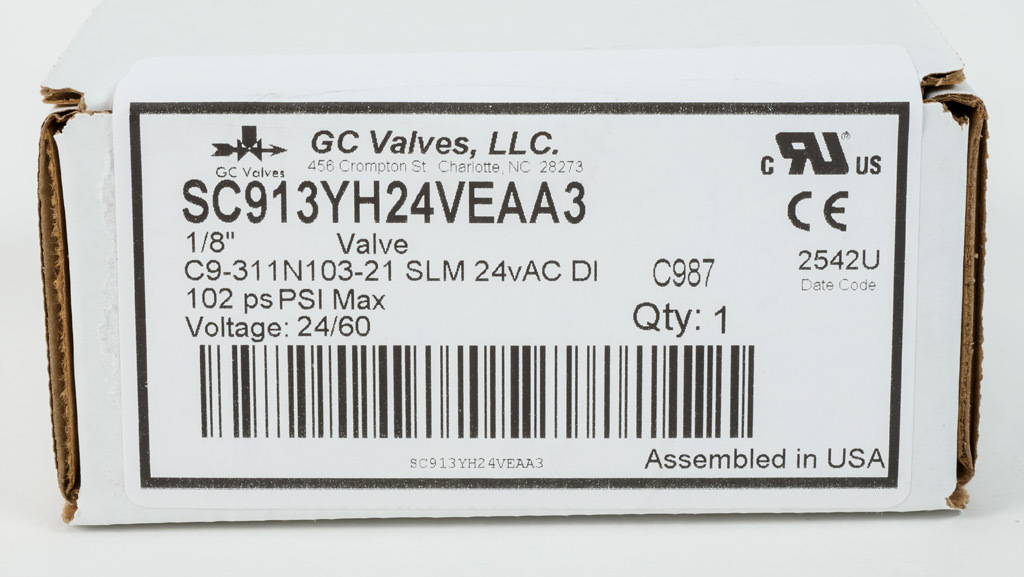 GC Valves, LLC.
456 Crompton St Charlotte, NC 28273
GC Valves
SC913YH24VEAA3
1/8" Valve
C9-311N103-21 SLM 24vAC DI
102 ps PSI Max
Voltage: 24/60
C987
Qty: 1
C RU® US
CE
2542U
Date Code
SC913YH24VEAA3
Assembled in USA